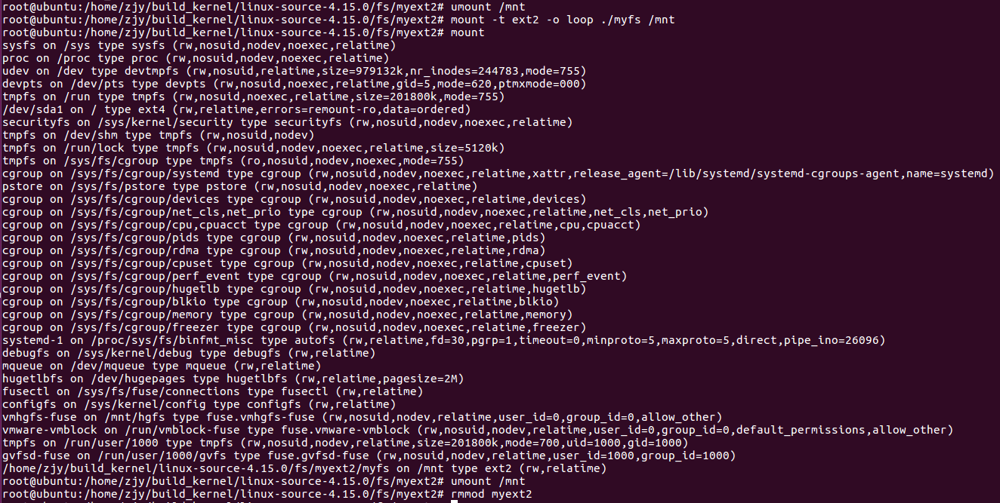 root@ubuntu:/home/zjy/build_kernel/linux-source-4.15.0/fs/myext2# umount /mnt
root@ubuntu:/home/zjy/build_kernel/linux-source-4.15.0/fs/myext2# mount -t ext2 -o loop ./myfs /mnt
root@ubuntu:/home/zjy/build_kernel/linux-source-4.15.0/fs/myext2# mount
sysfs on /sys type sysfs (rw,nosuid,nodev,noexec,relatime)
proc on /proc type proc (rw,nosuid,nodev,noexec,relatime)
udev on /dev type devtmpfs (rw,nosuid,relatime,size=979132k,nr_inodes=244783,mode=755)
devpts on /dev/pts type devpts (rw,nosuid,noexec,relatime,gid=5,mode=620,ptmxmode=000)
tmpfs on /run type tmpfs (rw,nosuid,noexec,relatime,size=201800k,mode=755)
/dev/sda1 on / type ext4 (rw,relatime,errors=remount-ro,data=ordered)
securityfs on /sys/kernel/security type securityfs (rw,nosuid,nodev,noexec,relatime)
tmpfs on /dev/shm type tmpfs (rw,nosuid,nodev)
tmpfs on /run/lock type tmpfs (rw,nosuid,nodev,noexec,relatime,size=5120k)
tmpfs on /sys/fs/cgroup type tmpfs (ro,nosuid,nodev,noexec,mode=755)
cgroup on /sys/fs/cgroup/systemd type cgroup (rw,nosuid,nodev,noexec,relatime,xattr,release_agent=/lib/systemd/systemd-cgroups-agent,name=systemd)
pstore on /sys/fs/pstore type pstore (rw,nosuid,nodev,noexec,relatime)
cgroup on /sys/fs/cgroup/devices type cgroup (rw,nosuid,nodev,noexec,relatime,devices)
cgroup on /sys/fs/cgroup/net_cls,net_prio type cgroup (rw,nosuid,nodev,noexec,relatime,net_cls,net_prio)
cgroup on /sys/fs/cgroup/cpu,cpuacct type cgroup (rw,nosuid,nodev,noexec,relatime,cpu,cpuacct)
cgroup on /sys/fs/cgroup/pids type cgroup (rw,nosuid,nodev,noexec,relatime,pids)
cgroup on /sys/fs/cgroup/rdma type cgroup (rw,nosuid,nodev,noexec,relatime,rdma)
cgroup on /sys/fs/cgroup/cpuset type cgroup (rw,nosuid,nodev,noexec,relatime,cpuset)
cgroup on /sys/fs/cgroup/perf_event type cgroup (rw,nosuid,nodev,noexec,relatime,perf_event)
cgroup on /sys/fs/cgroup/hugetlb type cgroup (rw,nosuid,nodev,noexec,relatime,hugetlb)
cgroup on /sys/fs/cgroup/blkio type cgroup (rw,nosuid,nodev,noexec,relatime,blkio)
cgroup on /sys/fs/cgroup/memory type cgroup (rw,nosuid,nodev,noexec,relatime,memory)
cgroup on /sys/fs/cgroup/freezer type cgroup (rw,nosuid,nodev,noexec,relatime,freezer)
systemd-1 on /proc/sys/fs/binfmt_misc type autofs (rw,relatime,fd=30,pgrp=1,timeout=0,minproto=5,maxproto=5,direct,pipe_ino=26096)
debugfs on /sys/kernel/debug type debugfs (rw,relatime)
mqueue on /dev/mqueue type mqueue (rw,relatime)
hugetlbfs on /dev/hugepages type hugetlbfs (rw,relatime,pagesize=2M)
fusectl on /sys/fs/fuse/connections type fusectl (rw,relatime)
configfs on /sys/kernel/config type configfs (rw,relatime)
vmhgfs-fuse on /mnt/hgfs type fuse.vmhgfs-fuse (rw,nosuid,nodev,relatime,user_id=0,group_id=0,allow_other)
vmware-vmblock on /run/vmblock-fuse type fuse.vmware-vmblock (rw,nosuid,nodev,relatime,user_id=0,group_id=0,default_permissions,allow_other)
tmpfs on /run/user/1000 type tmpfs (rw,nosuid,nodev,relatime,size=201800k,mode=700,uid=1000,gid=1000)
gvfsd-fuse on /run/user/1000/gvfs type fuse.gvfsd-fuse (rw,nosuid,nodev,relatime,user_id=1000,group_id=1000)
/home/zjy/build_kernel/linux-source-4.15.0/fs/myext2/myfs on /mnt type ext2 (rw,relatime)
root@ubuntu:/home/zjy/build_kernel/linux-source-4.15.0/fs/myext2# umount /mnt
root@ubuntu:/home/zjy/build_kernel/linux-source-4.15.0/fs/myext2# rmmod myext2